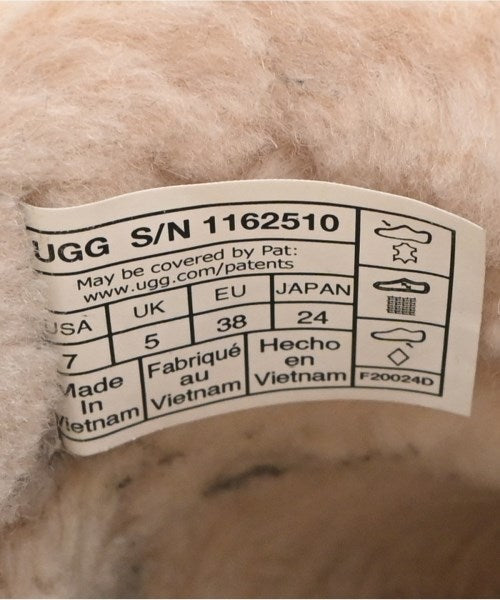 UGG S/N 1162510
May be covered by Pat:
www.ugg.com/patents
USA UK EU JAPAN
7 5 38 24
Made In Vietnam
Fabriqué au Vietnam
Hecho en Vietnam
F20024D